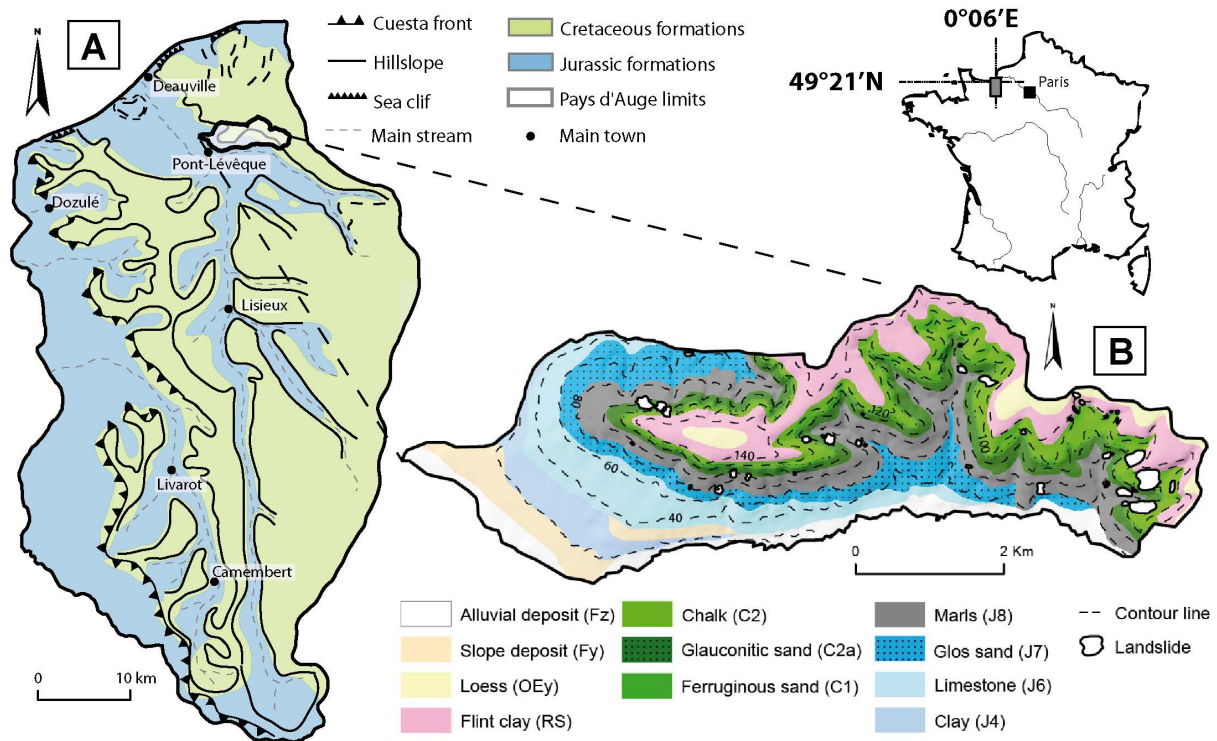 N
A
Cuesta front
Hillslope
Sea clif
Main stream
Cretaceous formations
Jurassic formations
Pays d'Auge limits
Main town
0°06'E
49°21'N
Paris
Deauville
Pont-Lévêque
Dozulé
Lisieux
Livarot
Camembert
0 10 km
N
B
80
60
40
140
120
100
0 2 Km
Alluvial deposit (Fz)
Slope deposit (Fy)
Loess (OEy)
Flint clay (RS)
Chalk (C2)
Glauconitic sand (C2a)
Ferruginous sand (C1)
Marls (J8)
Glos sand (J7)
Limestone (J6)
Clay (J4)
Contour line
Landslide